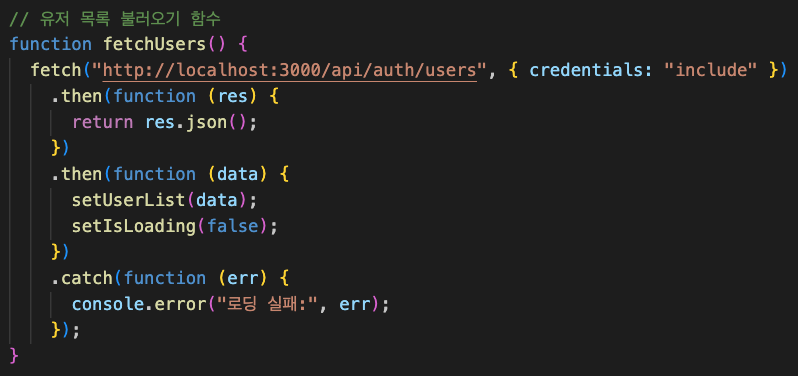 // 유저 목록 불러오기 함수
function fetchUsers() {
  fetch("http://localhost:3000/api/auth/users", { credentials: "include" })
    .then(function (res) {
      return res.json();
    })
    .then(function (data) {
      setUserList(data);
      setIsLoading(false);
    })
    .catch(function (err) {
      console.error("로딩 실패:", err);
    });
}